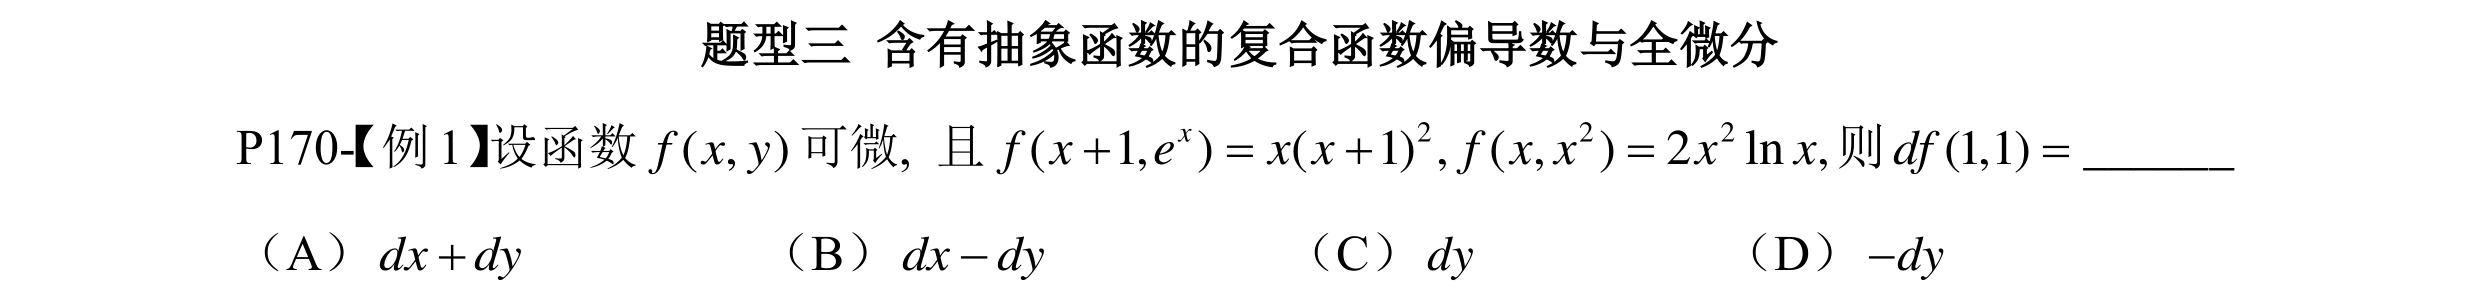 题型三 含有抽象函数的复合函数偏导数与全微分
P170-【例1】设函数 f(x, y) 可微, 且 f(x+1, e^x) = x(x+1)^2, f(x, x^2) = 2x^2 ln x, 则 df(1,1) = ______
（A） dx + dy （B） dx − dy （C） dy （D） −dy